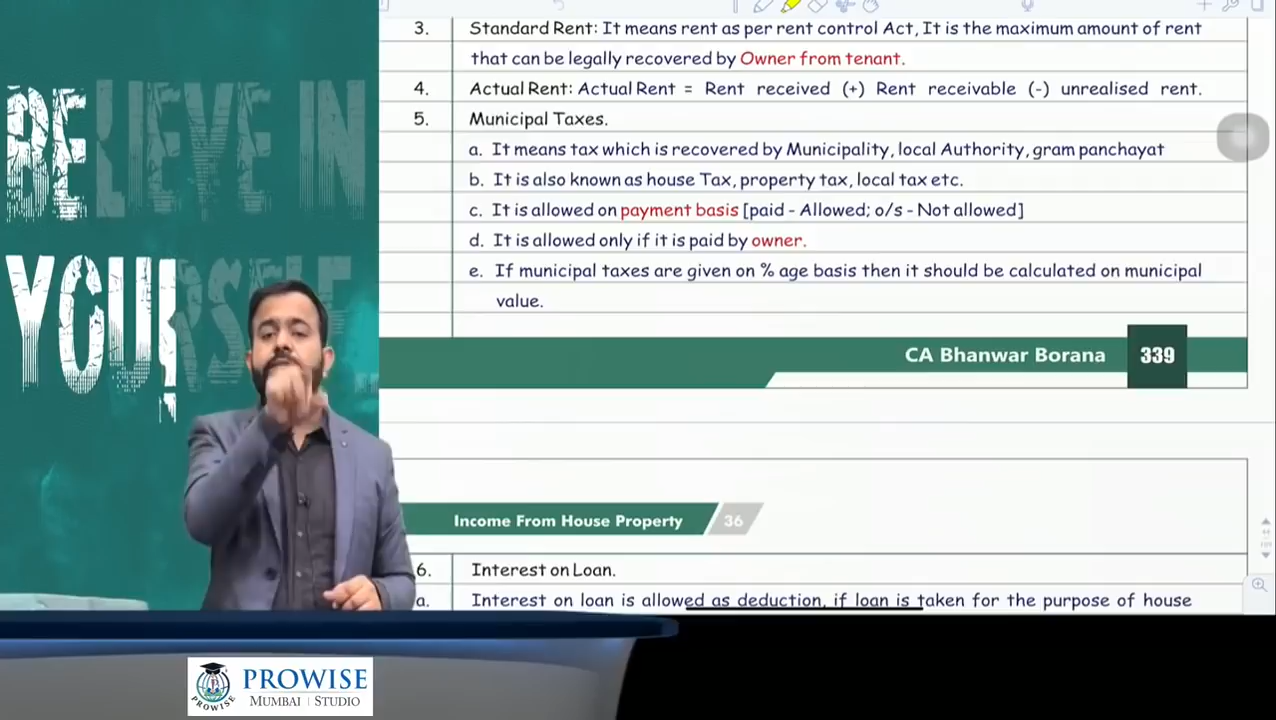 BELIEVE IN
YOURSELF
3. Standard Rent: It means rent as per rent control Act, It is the maximum amount of rent
that can be legally recovered by Owner from tenant.
4. Actual Rent: Actual Rent = Rent received (+) Rent receivable (-) unrealised rent.
5. Municipal Taxes.
a. It means tax which is recovered by Municipality, local Authority, gram panchayat
b. It is also known as house Tax, property tax, local tax etc.
c. It is allowed on payment basis [paid - Allowed; o/s - Not allowed]
d. It is allowed only if it is paid by owner.
e. If municipal taxes are given on % age basis then it should be calculated on municipal
value.
CA Bhanwar Borana 339
Income From House Property 36
6. Interest on Loan.
a. Interest on loan is allowed as deduction, if loan is taken for the purpose of house
PROWISE
PROWISE
MUMBAI | STUDIO